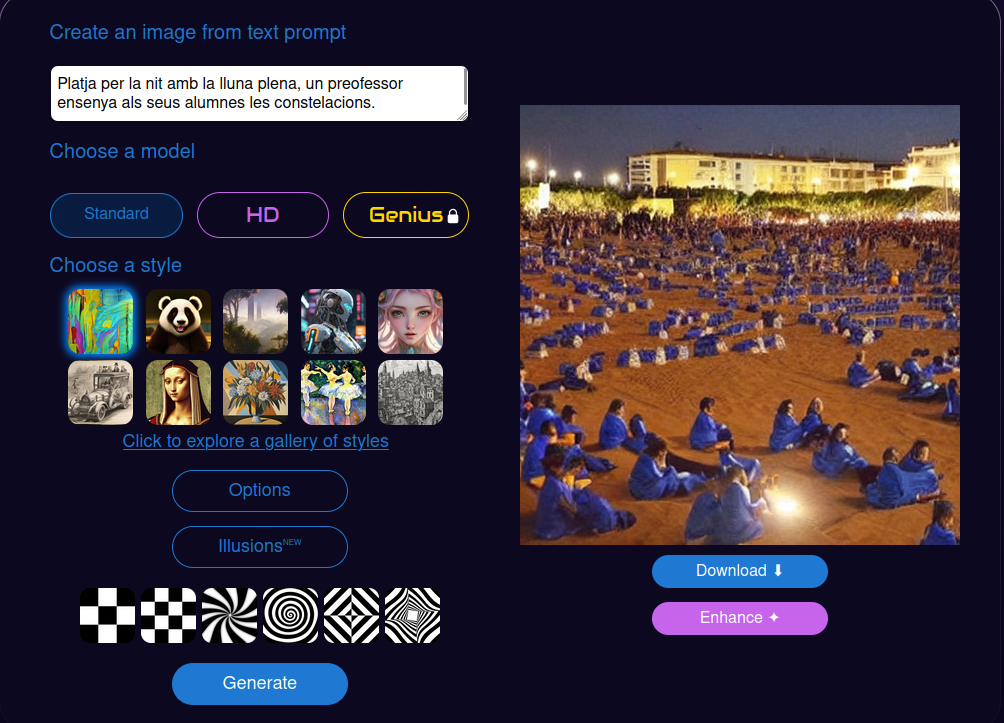 Create an image from text prompt
Platja per la nit amb la lluna plena, un preofessor
ensenya als seus alumnes les constelacions.
Choose a model
Standard
HD
Genius
Choose a style
Click to explore a gallery of styles
Options
Illusions NEW
Generate
Download
Enhance